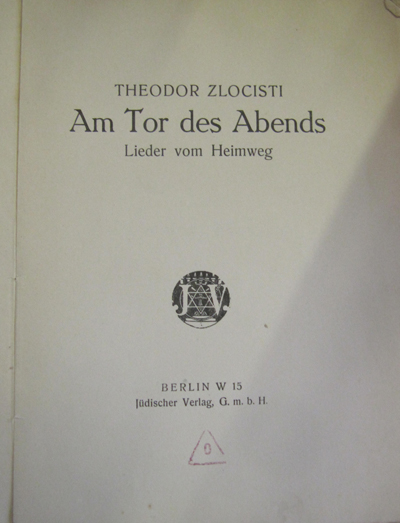 THEODOR ZLOCISTI
Am Tor des Abends
Lieder vom Heimweg
J. V.
BERLIN W 15
Jüdischer Verlag, G. m. b. H.